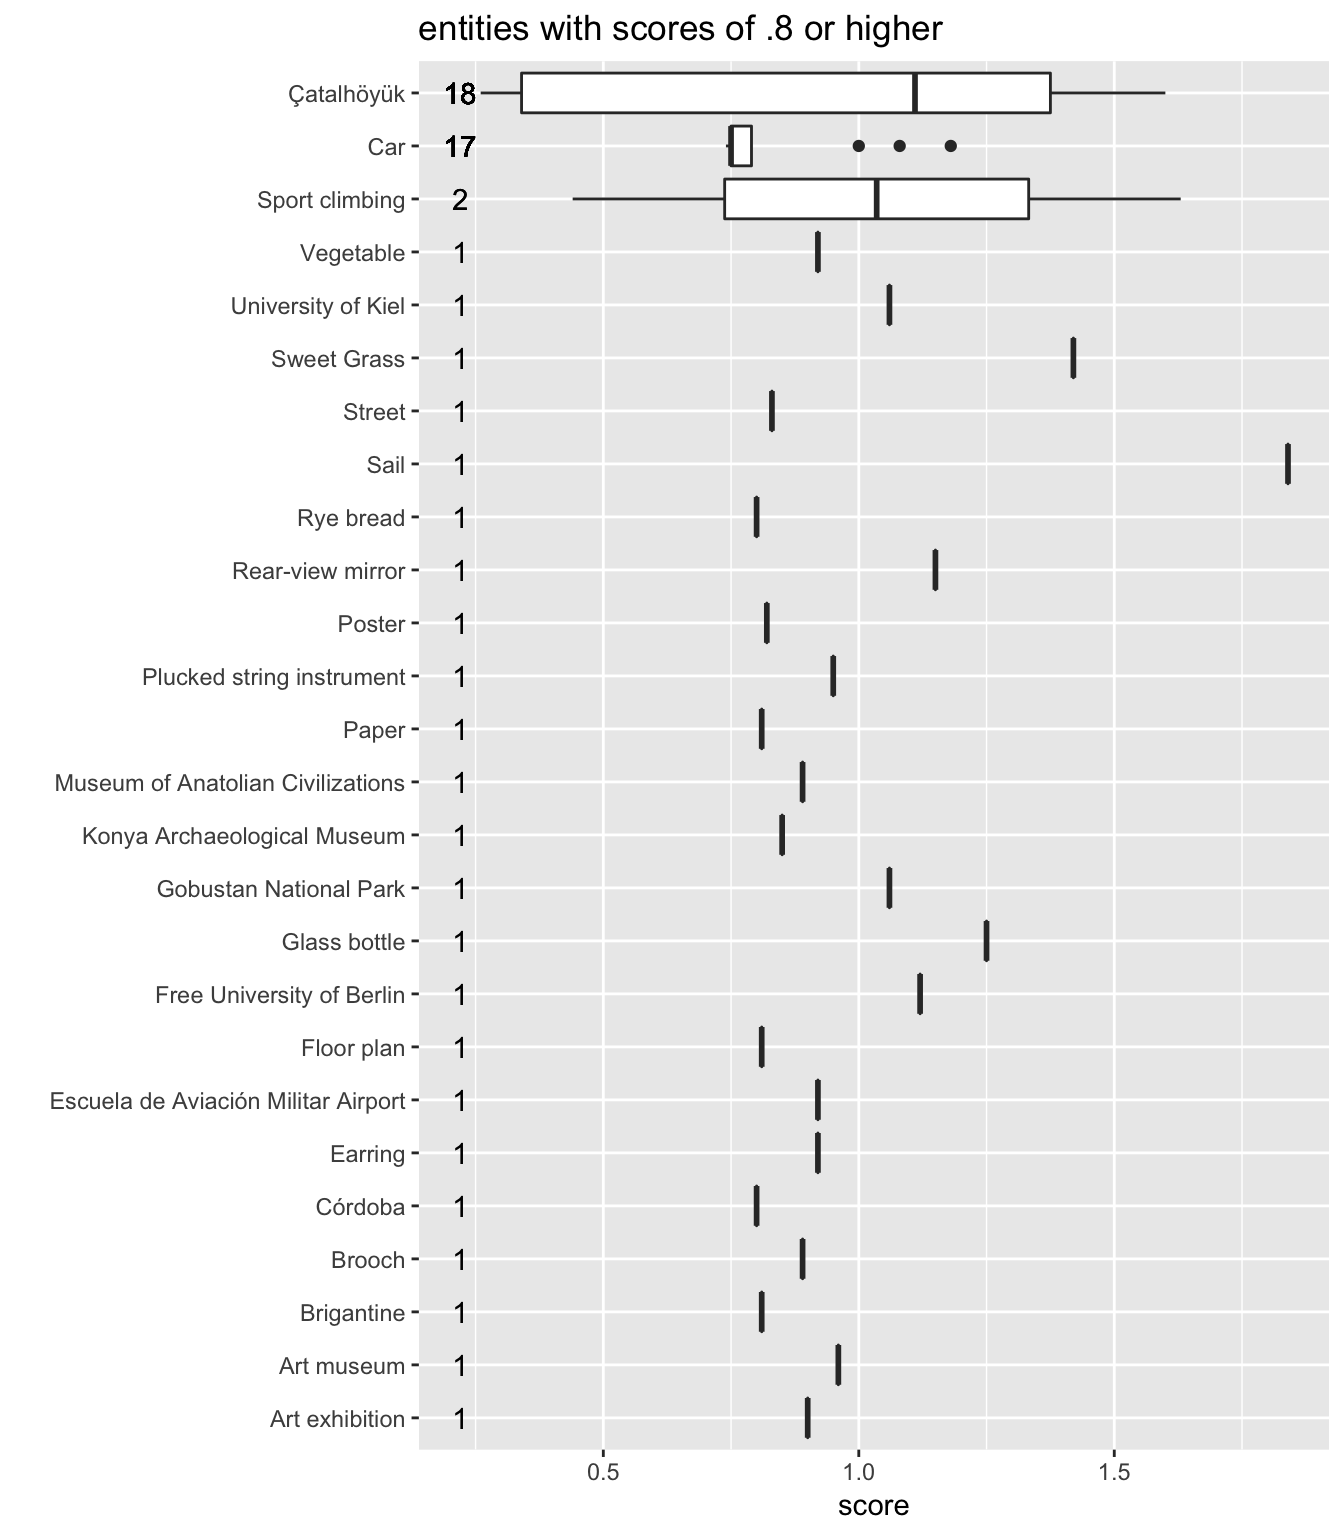 entities with scores of .8 or higher
Çatalhöyük 18
Car 17
Sport climbing 2
Vegetable 1
University of Kiel 1
Sweet Grass 1
Street 1
Sail 1
Rye bread 1
Rear-view mirror 1
Poster 1
Plucked string instrument 1
Paper 1
Museum of Anatolian Civilizations 1
Konya Archaeological Museum 1
Gobustan National Park 1
Glass bottle 1
Free University of Berlin 1
Floor plan 1
Escuela de Aviación Militar Airport 1
Earring 1
Córdoba 1
Brooch 1
Brigantine 1
Art museum 1
Art exhibition 1
0.5 1.0 1.5
score